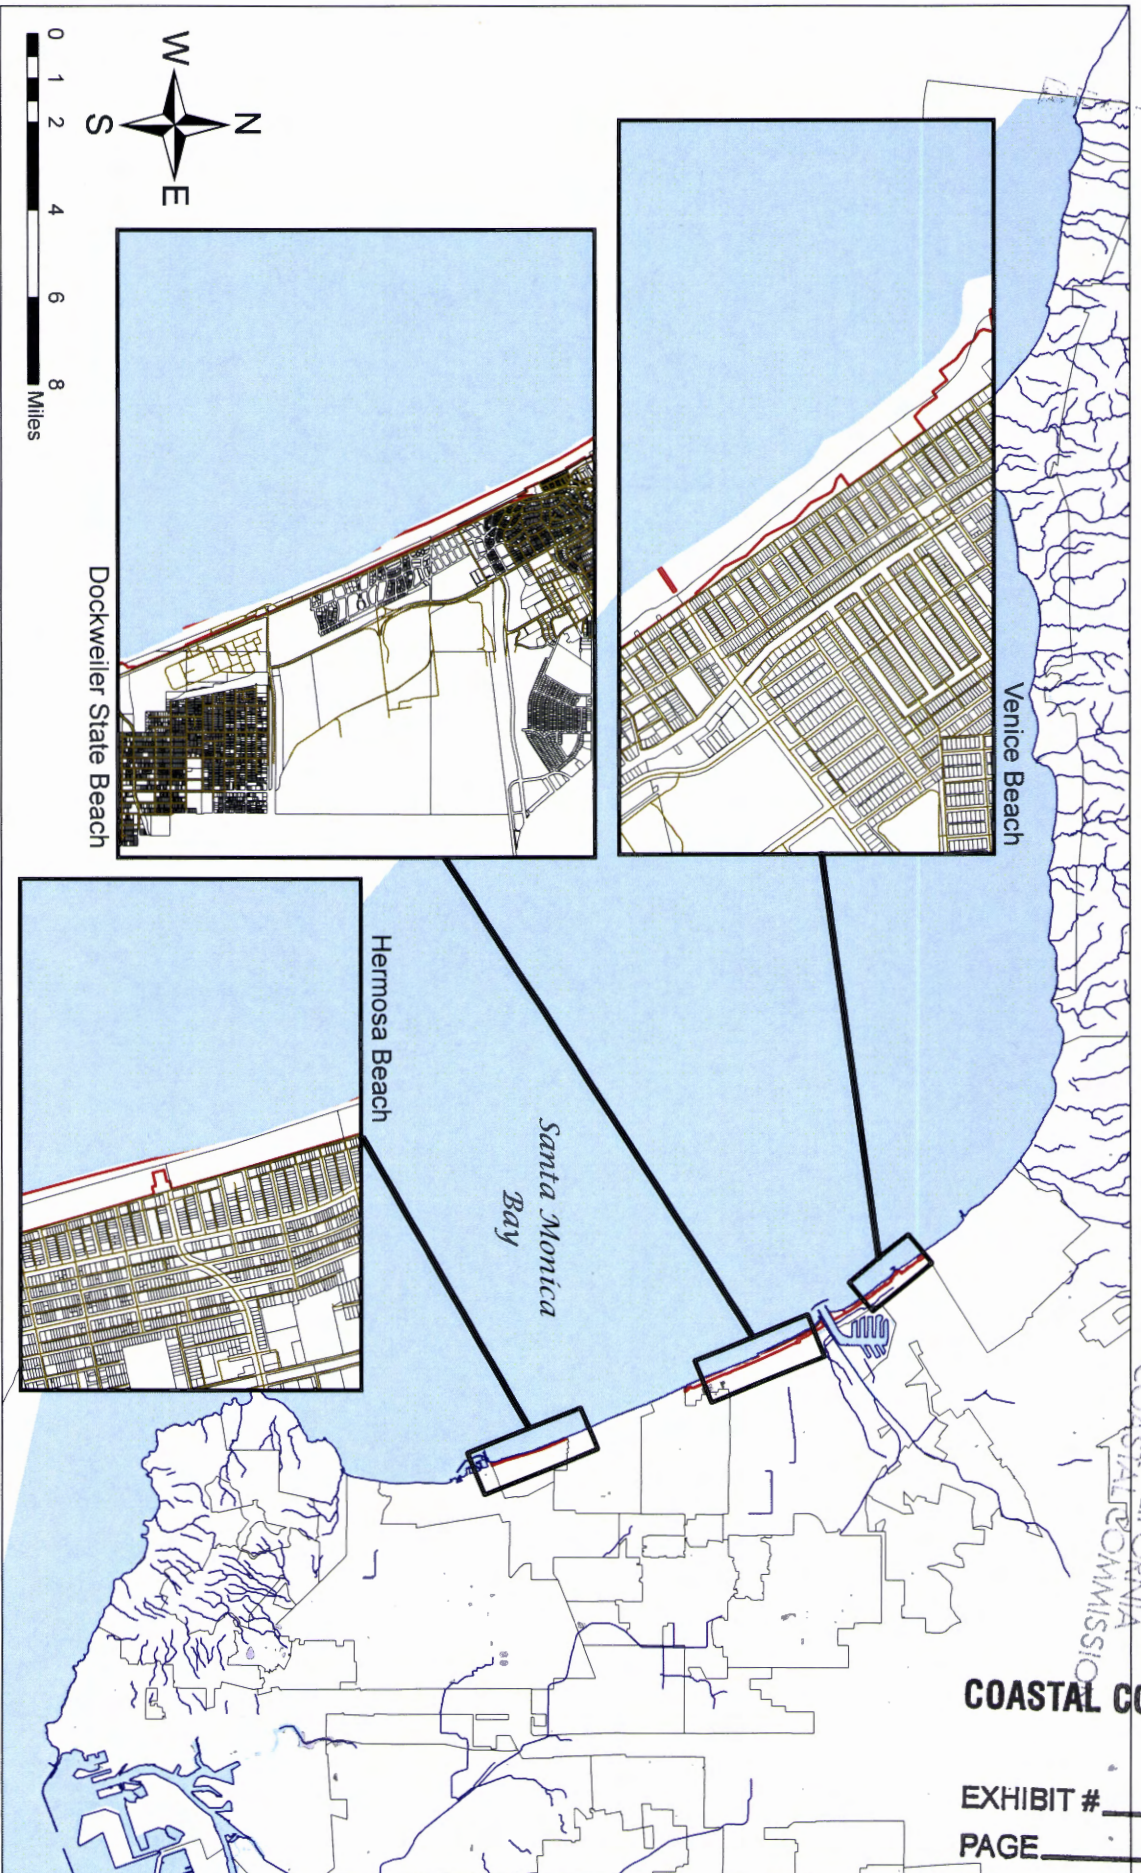 W
N
S
E
0 1 2 4 6 8
Miles
Venice Beach
Dockweiler State Beach
Hermosa Beach
Santa Monica
Bay
COMMISSION
COASTAL
EXHIBIT #
PAGE